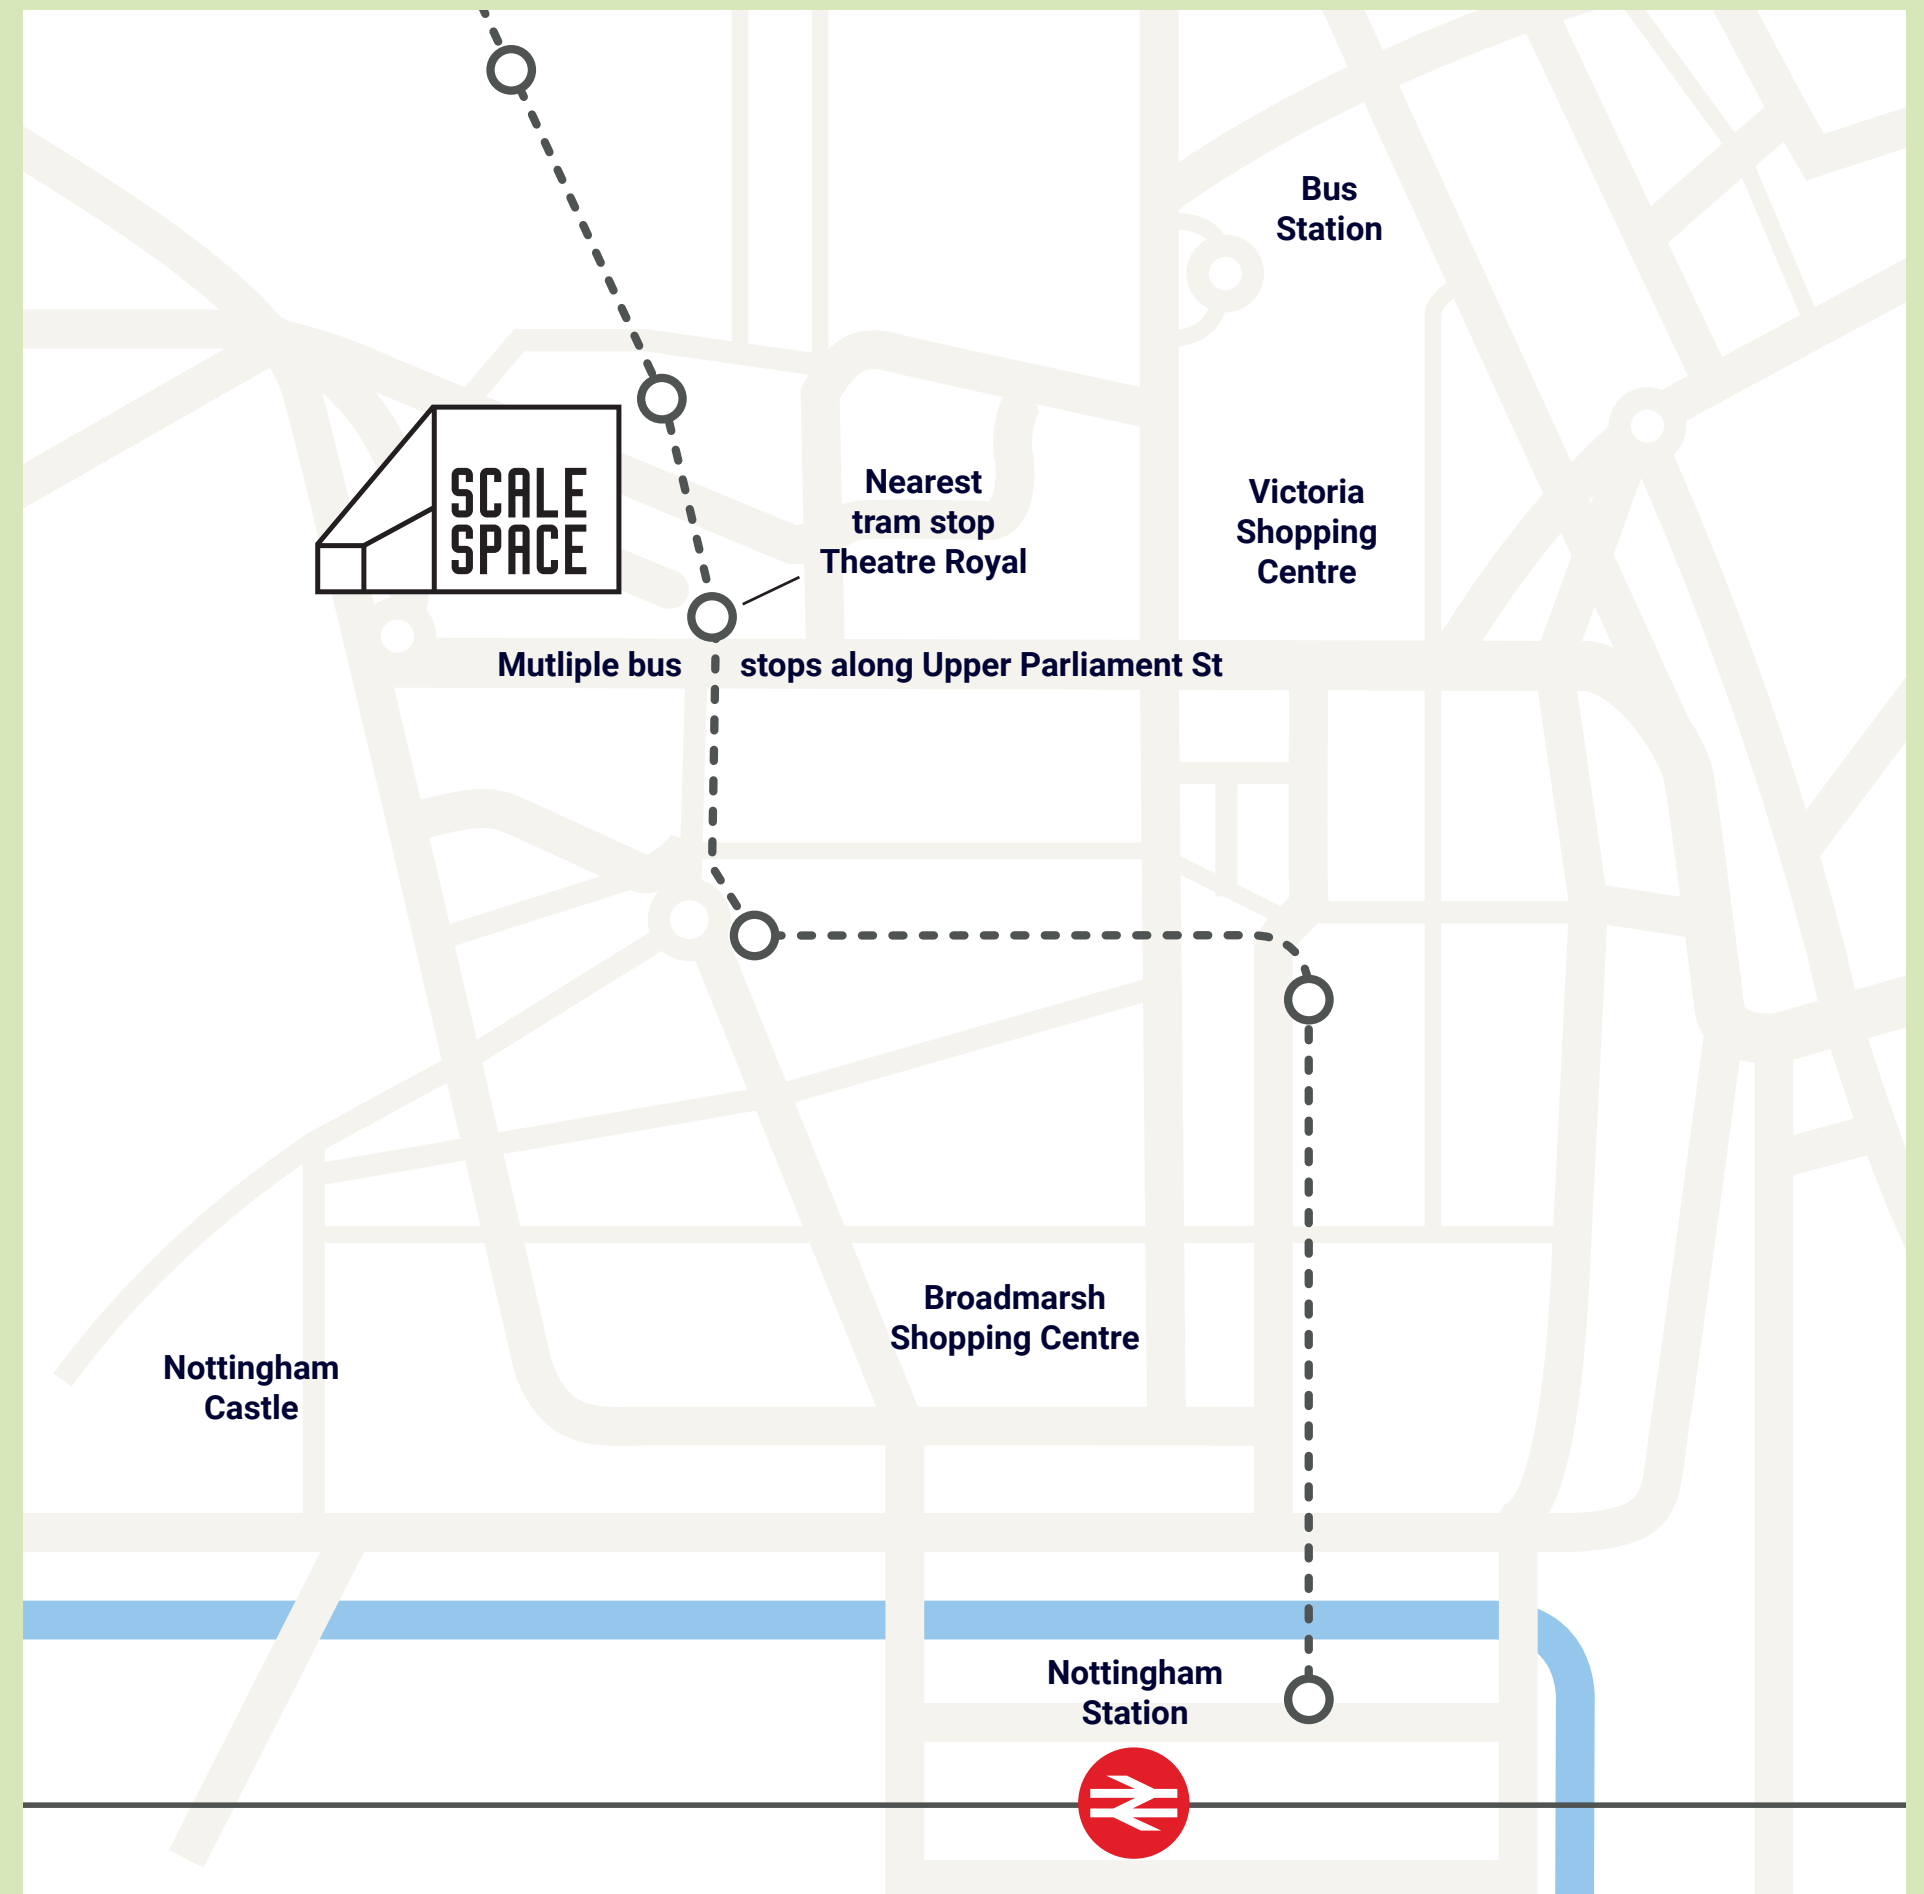 Bus
Station
SCALE
SPACE
Nearest
tram stop
Theatre Royal
Victoria
Shopping
Centre
Mutliple bus stops along Upper Parliament St
Broadmarsh
Shopping Centre
Nottingham
Castle
Nottingham
Station